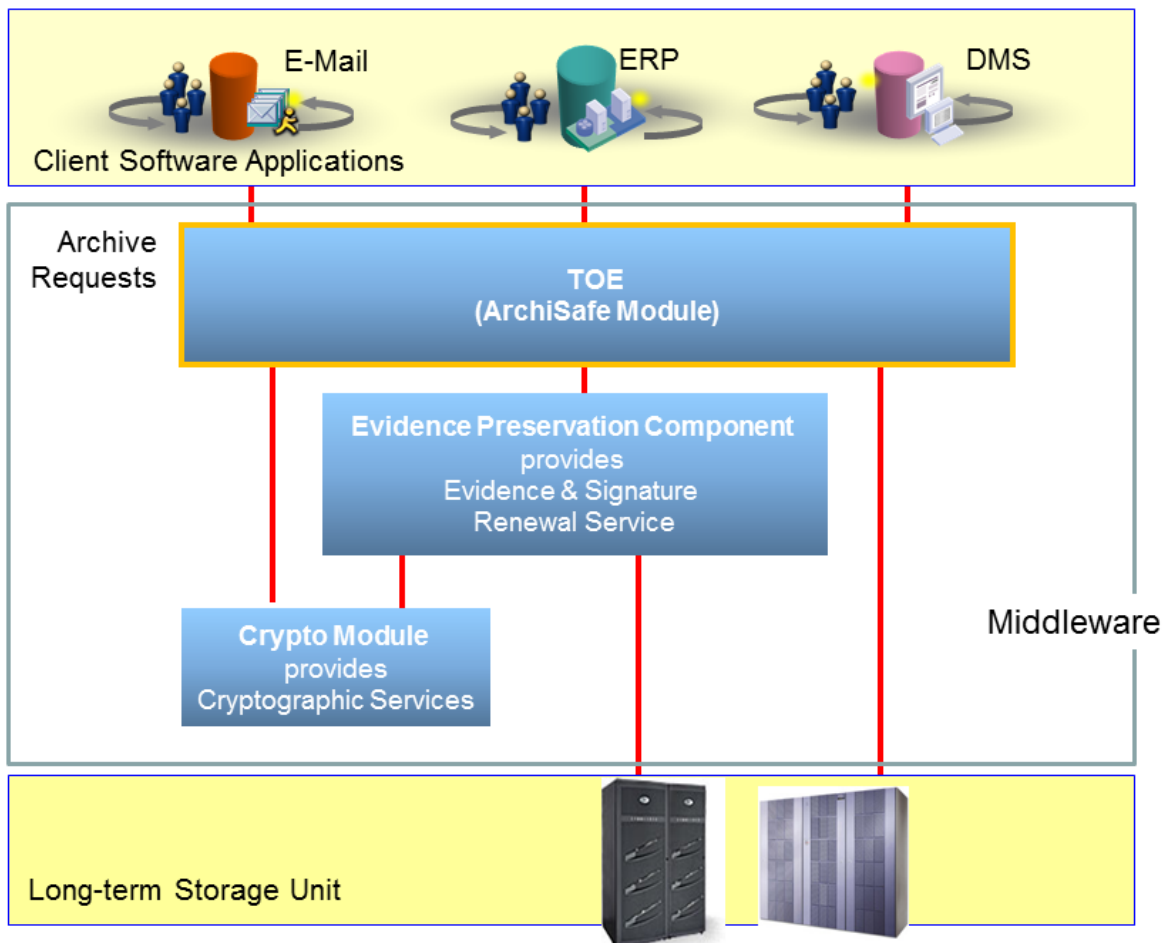 E-Mail
ERP
DMS
Client Software Applications
Archive
Requests
TOE
(ArchiSafe Module)
Evidence Preservation Component
provides
Evidence & Signature
Renewal Service
Crypto Module
provides
Cryptographic Services
Middleware
Long-term Storage Unit